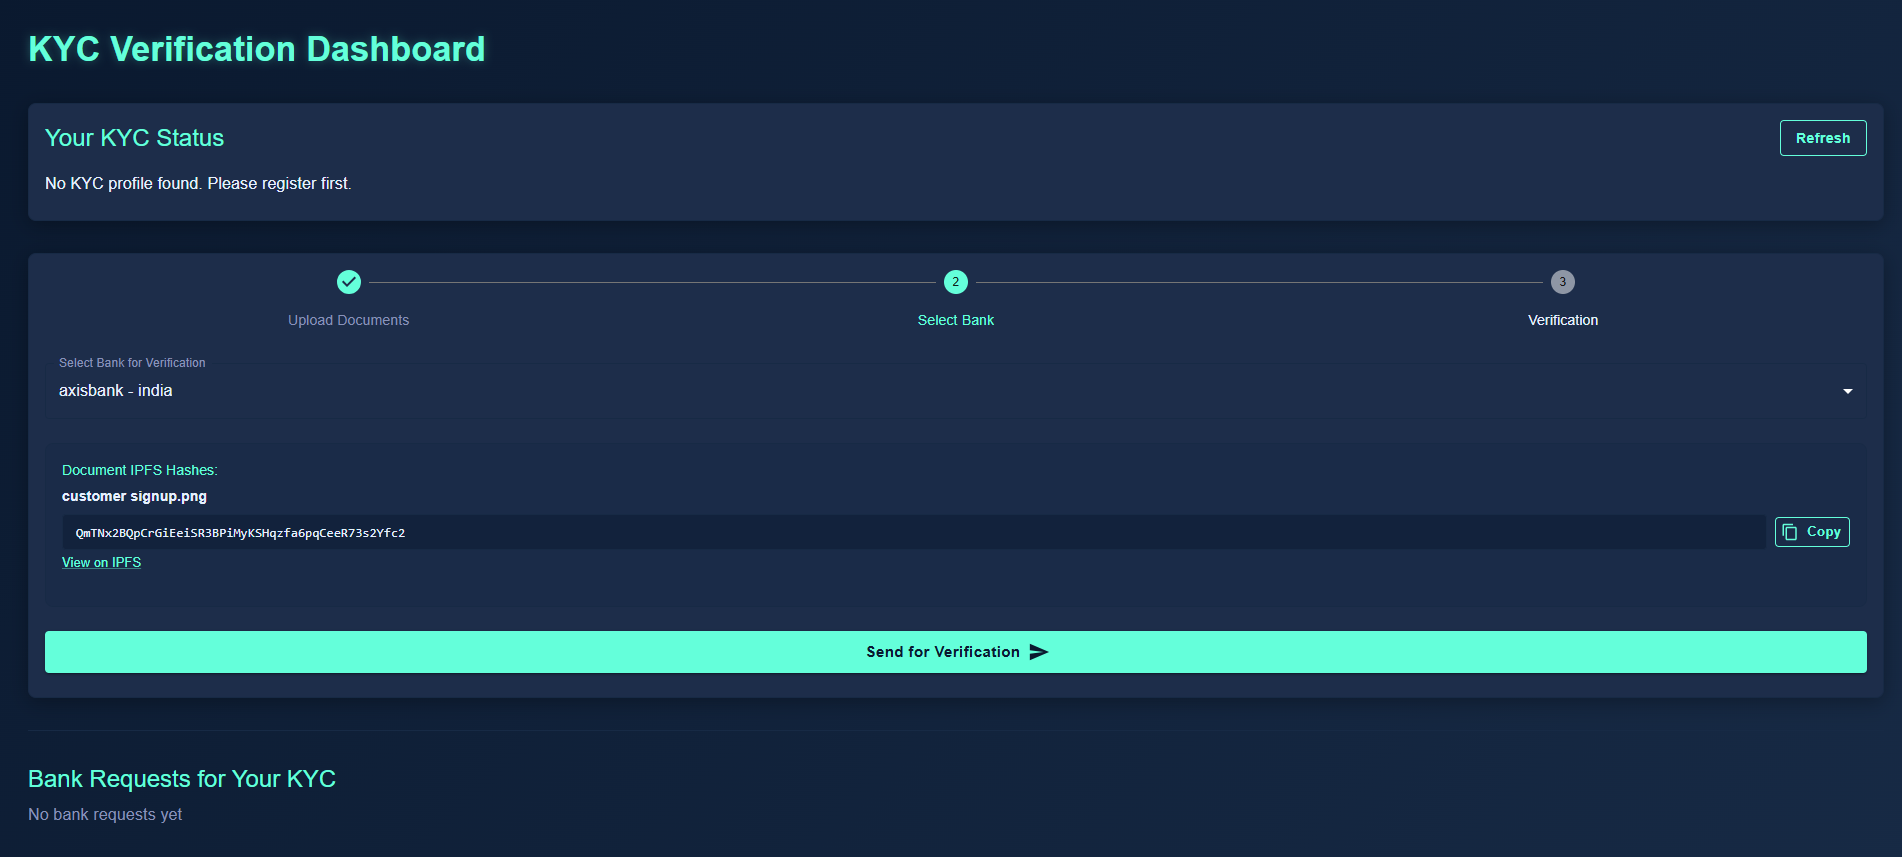 KYC Verification Dashboard
Your KYC Status
Refresh
No KYC profile found. Please register first.
2
3
Upload Documents
Select Bank
Verification
Select Bank for Verification
axisbank - india
Document IPFS Hashes:
customer signup.png
QmTNx2BQpCrGiEeiSR3BPiMyKSHqzfa6pqCeeR73s2Yfc2
Copy
View on IPFS
Send for Verification
Bank Requests for Your KYC
No bank requests yet